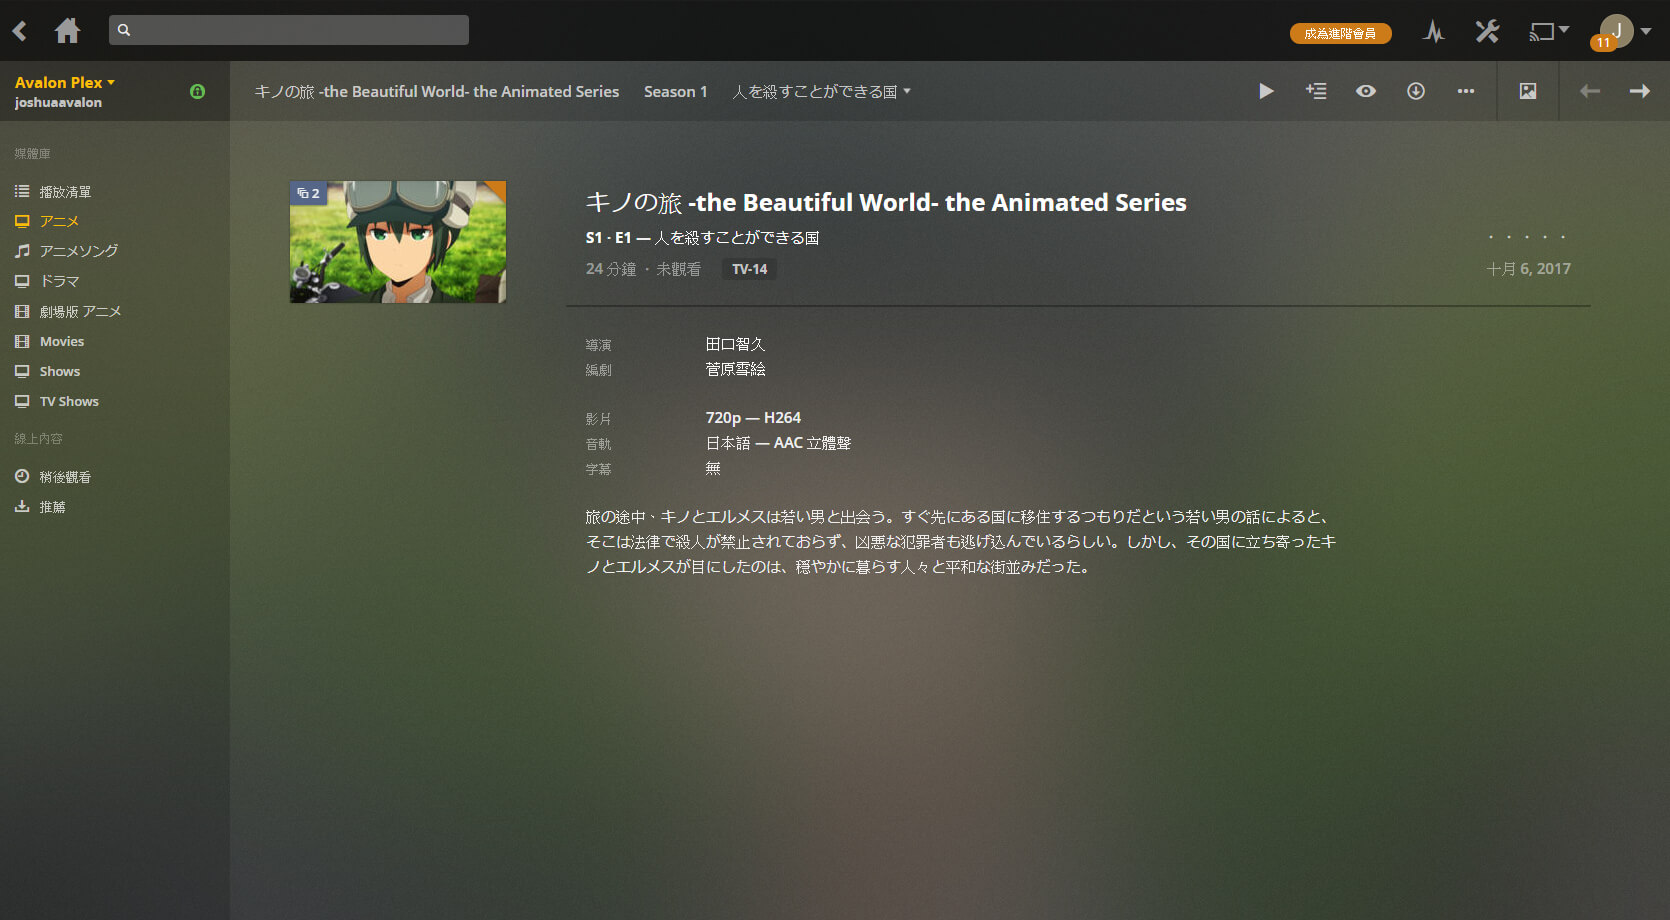 成為進階會員
J
11
Avalon Plex
joshuaavalon
キノの旅 -the Beautiful World- the Animated Series Season 1 人を殺すことができる国
媒體庫
播放清單
アニメ
アニメソング
ドラマ
劇場版 アニメ
Movies
Shows
TV Shows
線上內容
稍後觀看
推薦
2
キノの旅 -the Beautiful World- the Animated Series
S1 · E1 — 人を殺すことができる国
24 分鐘 · 未觀看 TV-14
十月 6, 2017
導演 田口智久
編劇 菅原雪絵
影片 720p — H264
音軌 日本語 — AAC 立體聲
字幕 無
旅の途中、キノとエルメスは若い男と出会う。すぐ先にある国に移住するつもりだという若い男の話によると、
そこは法律で殺人が禁止されておらず、凶悪な犯罪者も逃げ込んでいるらしい。しかし、その国に立ち寄ったキ
ノとエルメスが目にしたのは、穏やかに暮らす人々と平和な街並みだった。